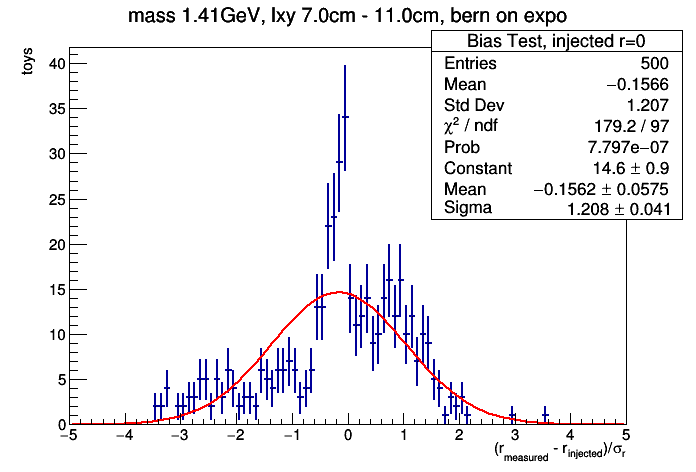 mass 1.41GeV, lxy 7.0cm - 11.0cm, bern on expo
Bias Test, injected r=0
Entries 500
Mean −0.1566
Std Dev 1.207
χ² / ndf 179.2 / 97
Prob 7.797e−07
Constant 14.6 ± 0.9
Mean −0.1562 ± 0.0575
Sigma 1.208 ± 0.041
toys
40
35
30
25
20
15
10
5
0
−5 −4 −3 −2 −1 0 1 2 3 4 5
(r_measured - r_injected)/σ_r